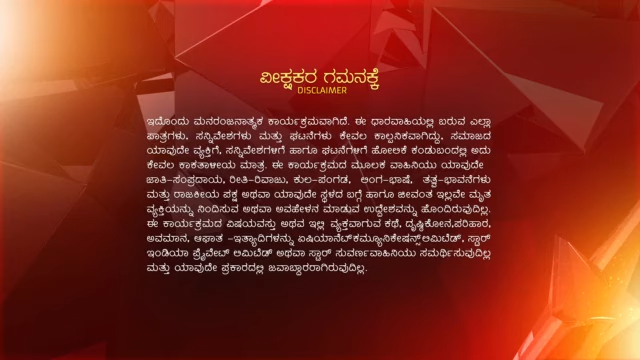 ವೀಕ್ಷಕರ ಗಮನಕ್ಕೆ
DISCLAIMER
ಇದೊಂದು ಮನರಂಜನಾತ್ಮಕ ಕಾರ್ಯಕ್ರಮವಾಗಿದೆ. ಈ ಧಾರವಾಹಿಯಲ್ಲಿ ಬರುವ ಎಲ್ಲಾ
ಪಾತ್ರಗಳು, ಸನ್ನಿವೇಶಗಳು ಮತ್ತು ಘಟನೆಗಳು ಕೇವಲ ಕಾಲ್ಪನಿಕವಾಗಿದ್ದು, ಸಮಾಜದ
ಯಾವುದೇ ವ್ಯಕ್ತಿಗೆ, ಸನ್ನಿವೇಶಗಳಿಗೆ ಹಾಗೂ ಘಟನೆಗಳಿಗೆ ಹೋಲಿಕೆ ಕಂಡುಬಂದಲ್ಲಿ ಅದು
ಕೇವಲ ಕಾಕತಾಳೀಯ ಮಾತ್ರ. ಈ ಕಾರ್ಯಕ್ರಮದ ಮೂಲಕ ವಾಹಿನಿಯು ಯಾವುದೇ
ಜಾತಿ-ಸಂಪ್ರದಾಯ, ರೀತಿ-ರಿವಾಜು, ಕುಲ-ಪಂಗಡ, ಲಿಂಗ-ಭಾಷೆ, ತತ್ವ-ಭಾವನೆಗಳು
ಮತ್ತು ರಾಜಕೀಯ ಪಕ್ಷ ಅಥವಾ ಯಾವುದೇ ಸ್ಥಳದ ಬಗ್ಗೆ ಹಾಗೂ ಜೀವಂತ ಇಲ್ಲವೇ ಮೃತ
ವ್ಯಕ್ತಿಯನ್ನು ನಿಂದಿಸುವ ಅಥವಾ ಅವಹೇಳನ ಮಾಡುವ ಉದ್ದೇಶವನ್ನು ಹೊಂದಿರುವುದಿಲ್ಲ.
ಈ ಕಾರ್ಯಕ್ರಮದ ವಿಷಯವಸ್ತು ಅಥವ ಇಲ್ಲಿ ವ್ಯಕ್ತವಾಗುವ ಕಥೆ, ದೃಷ್ಟಿಕೋನ,ಪರಿಹಾರ,
ಅವಮಾನ, ಆಘಾತ -ಇತ್ಯಾದಿಗಳನ್ನು ಏಷಿಯಾನೆಟ್‌ಕಮ್ಯೂನಿಕೇಷನ್ಸ್ ಲಿಮಿಟೆಡ್, ಸ್ಟಾರ್
ಇಂಡಿಯಾ ಪ್ರೈವೇಟ್ ಲಿಮಿಟೆಡ್ ಅಥವಾ ಸ್ಟಾರ್ ಸುವರ್ಣವಾಹಿನಿಯು ಸಮರ್ಥಿಸುವುದಿಲ್ಲ
ಮತ್ತು ಯಾವುದೇ ಪ್ರಕಾರದಲ್ಲಿ ಜವಾಬ್ದಾರರಾಗಿರುವುದಿಲ್ಲ.